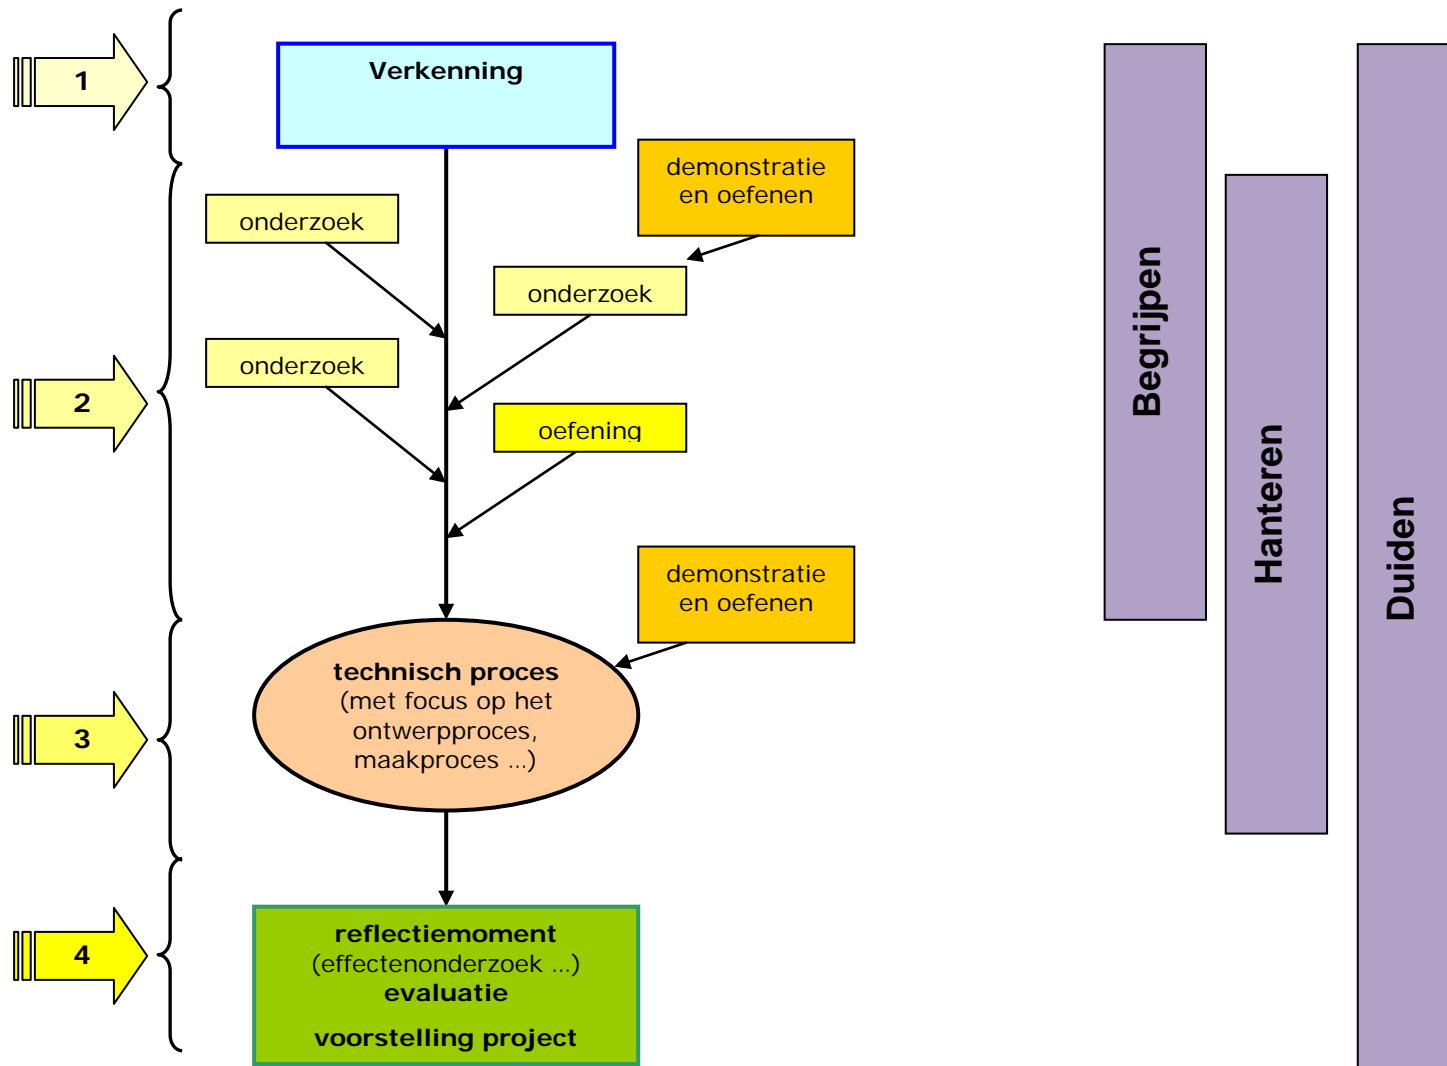 1
Verkenning
demonstratie
en oefenen
onderzoek
onderzoek
onderzoek
2
oefening
demonstratie
en oefenen
technisch proces
(met focus op het
ontwerpproces,
maakproces ...)
3
reflectiemoment
(effectenonderzoek ...)
evaluatie
voorstelling project
4
Begrijpen
Hanteren
Duiden